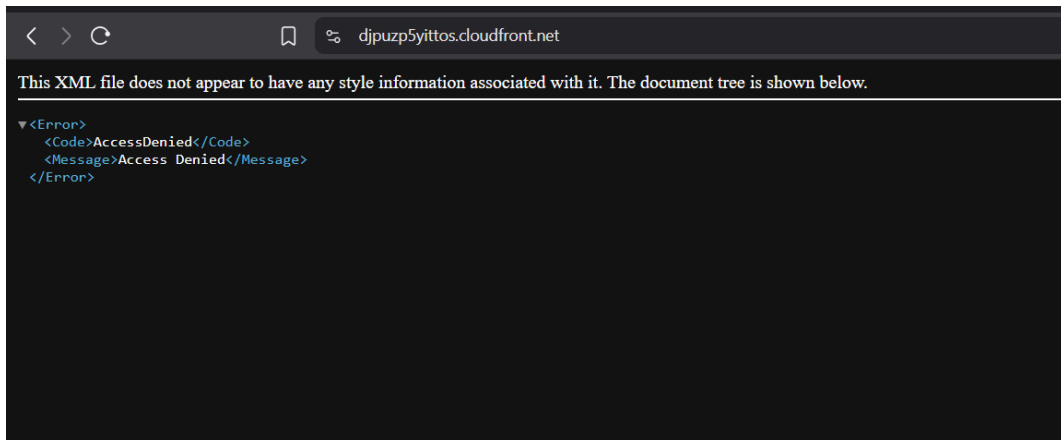 djpuzp5yittos.cloudfront.net
This XML file does not appear to have any style information associated with it. The document tree is shown below.
▼<Error>
<Code>AccessDenied</Code>
<Message>Access Denied</Message>
</Error>